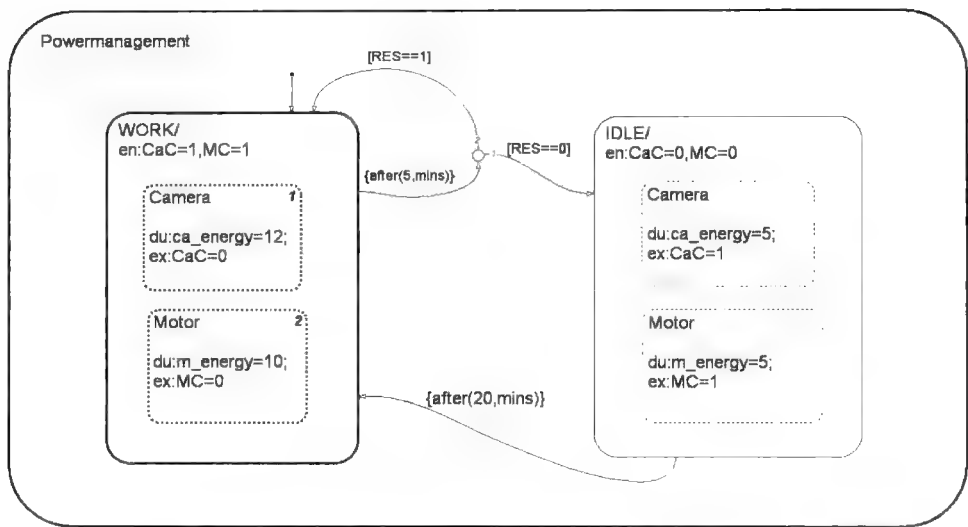 Powermanagement
[RES==1]
WORK/
en:CaC=1,MC=1
{after(5,mins)}
2
1
[RES==0]
IDLE/
en:CaC=0,MC=0
Camera
1
du:ca_energy=12;
ex:CaC=0
Motor
2
du:m_energy=10;
ex:MC=0
Camera
du:ca_energy=5;
ex:CaC=1
Motor
du:m_energy=5;
ex:MC=1
{after(20,mins)}